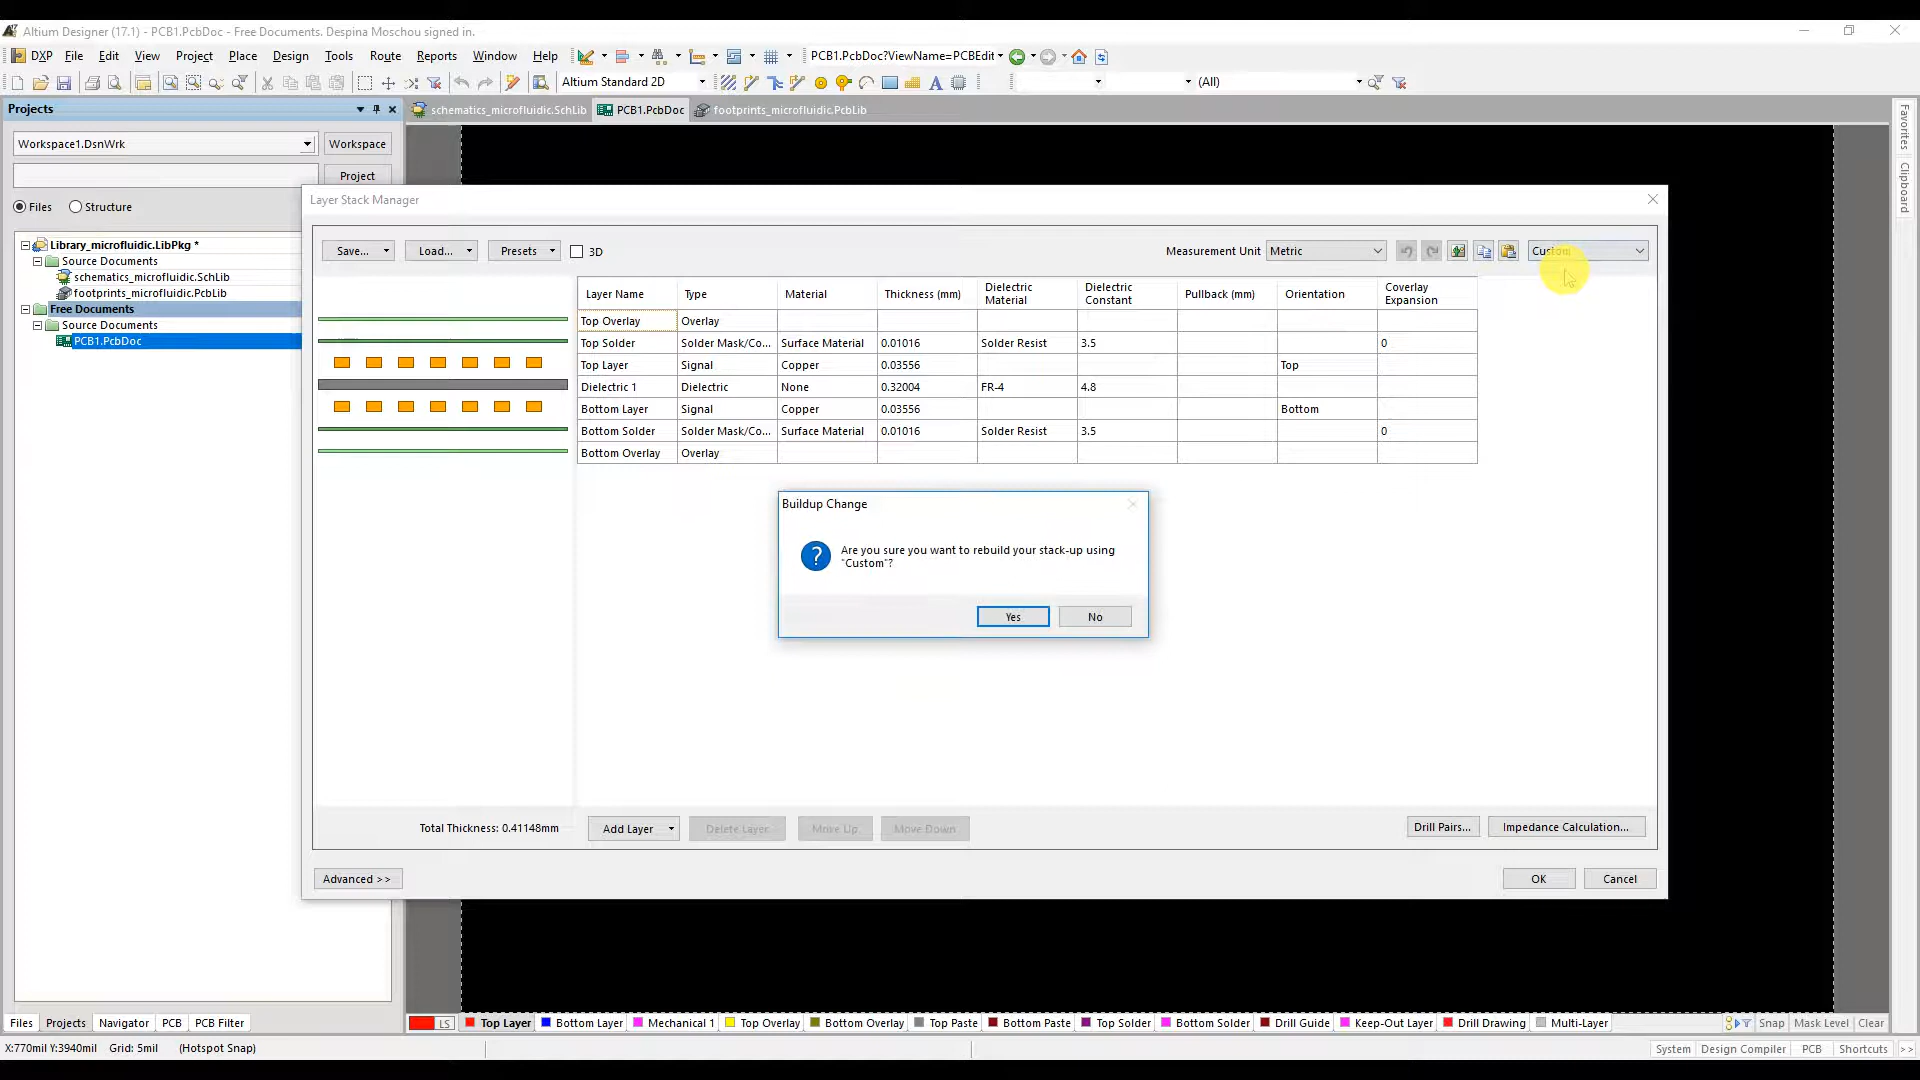 Altium Designer (17.1) - PCB1.PcbDoc - Free Documents. Despina Moschou signed in.
DXP File Edit View Project Place Design Tools Route Reports Window Help PCB1.PcbDoc?ViewName=PCBEdit
Altium Standard 2D (All)
Projects
schematics_microfluidic.SchLib PCB1.PcbDoc footprints_microfluidic.PcbLib
Favorites
Clipboard
Workspace1.DsnWrk Workspace
Project
Files Structure
Library_microfluidic.LibPkg *
Source Documents
schematics_microfluidic.SchLib
footprints_microfluidic.PcbLib
Free Documents
Source Documents
PCB1.PcbDoc
Layer Stack Manager
Save... Load... Presets 3D Measurement Unit Metric Custom
Layer Name Type Material Thickness (mm) Dielectric Material Dielectric Constant Pullback (mm) Orientation Coverlay Expansion
Top Overlay Overlay
Top Solder Solder Mask/Co... Surface Material 0.01016 Solder Resist 3.5 0
Top Layer Signal Copper 0.03556 Top
Dielectric 1 Dielectric None 0.32004 FR-4 4.8
Bottom Layer Signal Copper 0.03556 Bottom
Bottom Solder Solder Mask/Co... Surface Material 0.01016 Solder Resist 3.5 0
Bottom Overlay Overlay
Buildup Change
? Are you sure you want to rebuild your stack-up using
"Custom"?
Yes No
Total Thickness: 0.41148mm Add Layer Delete Layer Move Up Move Down Drill Pairs... Impedance Calculation...
Advanced >> OK Cancel
Files Projects Navigator PCB PCB Filter LS Top Layer Bottom Layer Mechanical 1 Top Overlay Bottom Overlay Top Paste Bottom Paste Top Solder Bottom Solder Drill Guide Keep-Out Layer Drill Drawing Multi-Layer Snap Mask Level Clear
X:770mil Y:3940mil Grid: 5mil (Hotspot Snap) System Design Compiler PCB Shortcuts >>